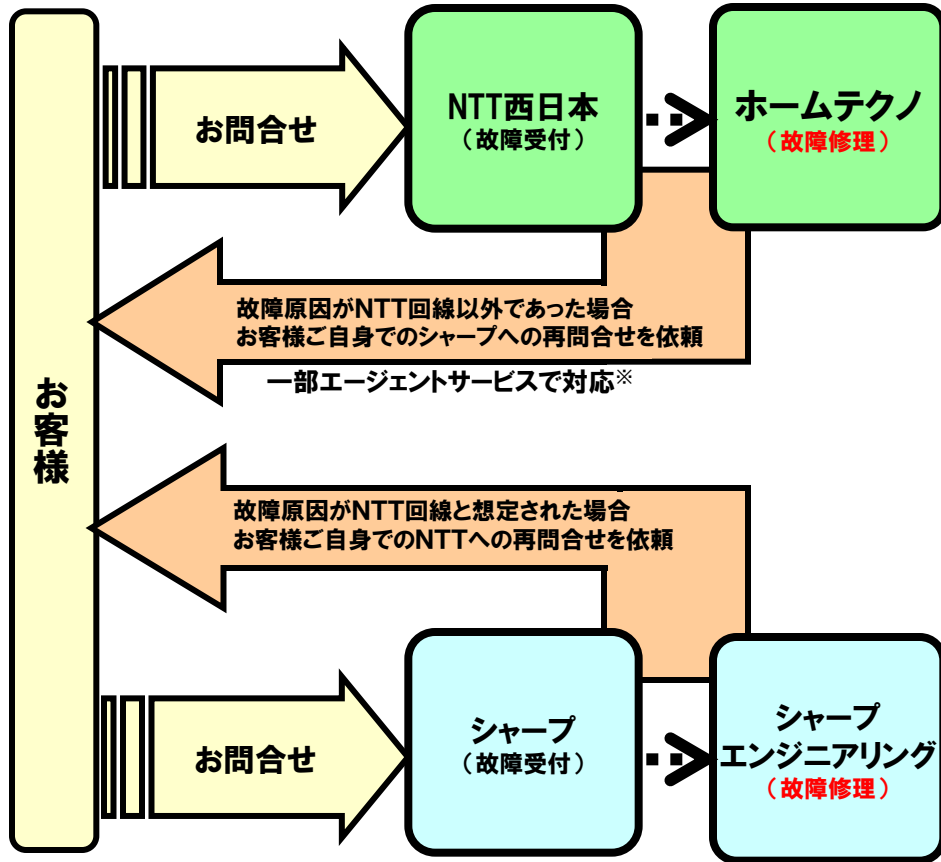 お客様
お問合せ
NTT西日本
（故障受付）
ホームテクノ
（故障修理）
故障原因がNTT回線以外であった場合
お客様ご自身でのシャープへの再問合せを依頼
一部エージェントサービスで対応※
故障原因がNTT回線と想定された場合
お客様ご自身でのNTTへの再問合せを依頼
お問合せ
シャープ
（故障受付）
シャープ
エンジニアリング
（故障修理）